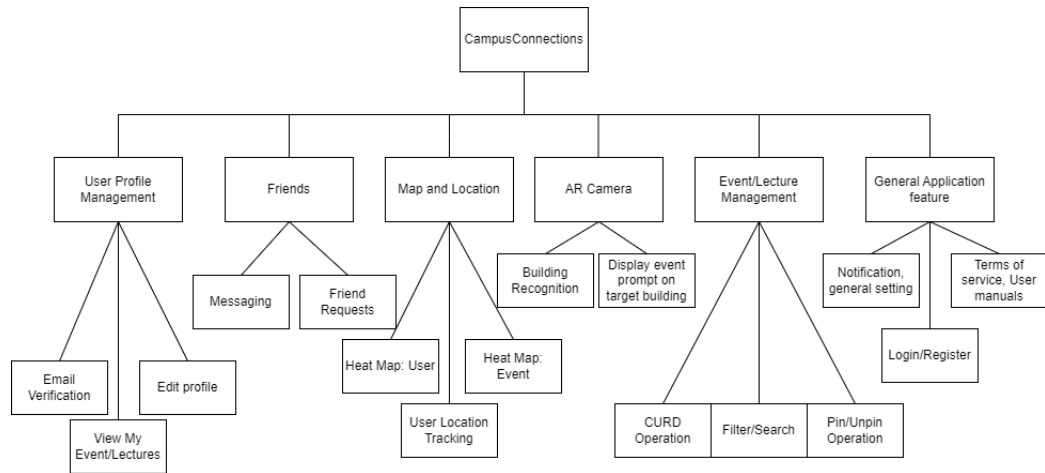 CampusConnections
User Profile
Management
Friends
Map and Location
AR Camera
Event/Lecture
Management
General Application
feature
Messaging
Friend
Requests
Building
Recognition
Display event
prompt on
target building
Notification,
general setting
Terms of
service, User
manuals
Email
Verification
Edit profile
Heat Map: User
Heat Map:
Event
Login/Register
View My
Event/Lectures
User Location
Tracking
CURD
Operation
Filter/Search
Pin/Unpin
Operation